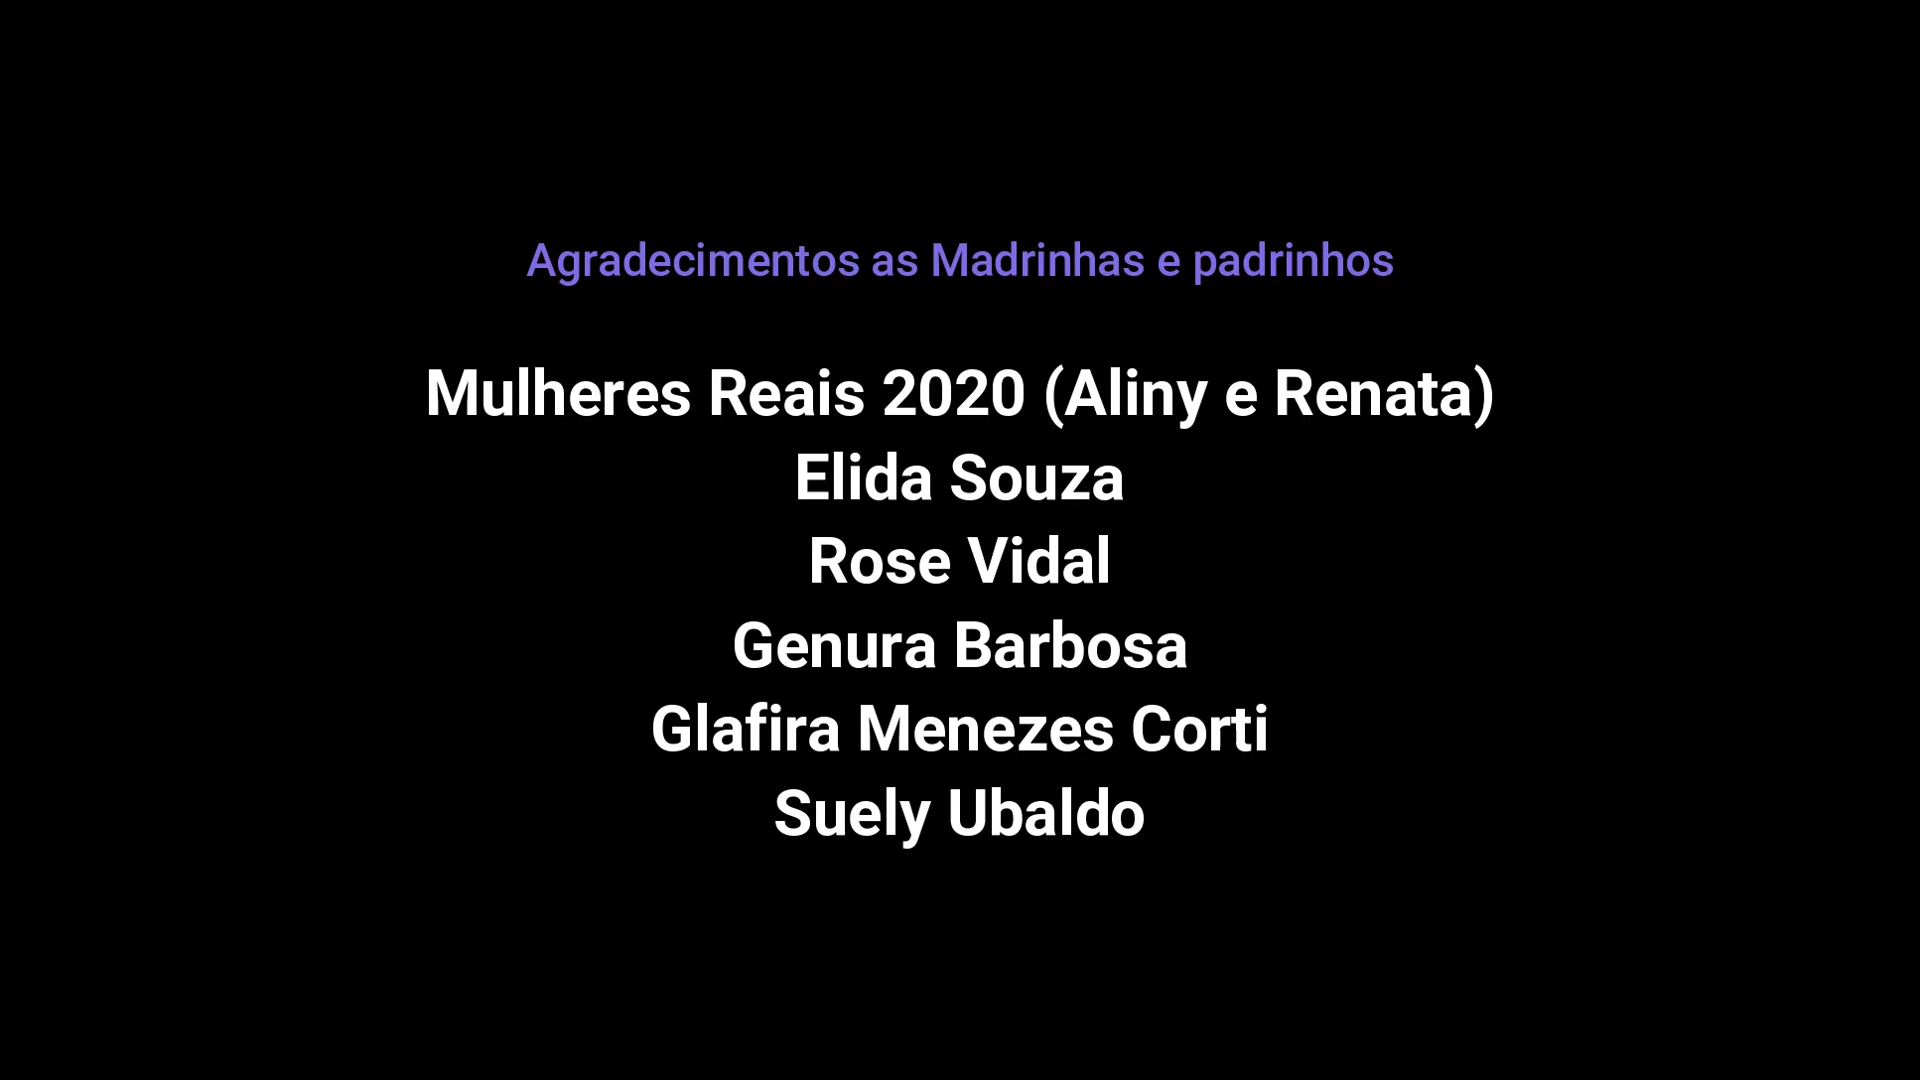 Agradecimentos as Madrinhas e padrinhos
Mulheres Reais 2020 (Aliny e Renata)
Elida Souza
Rose Vidal
Genura Barbosa
Glafira Menezes Corti
Suely Ubaldo